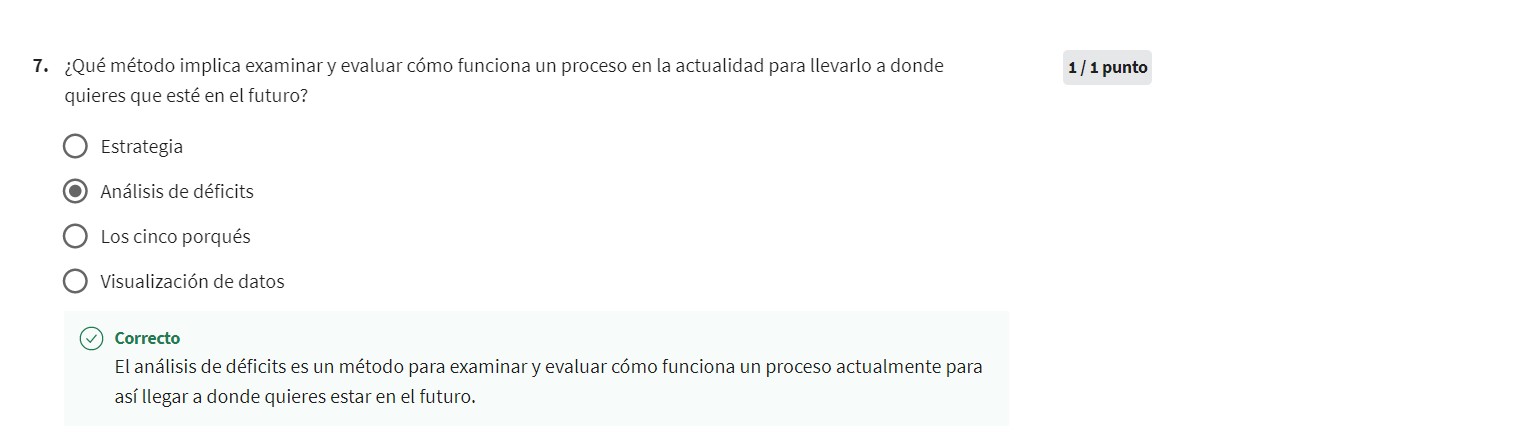 7. ¿Qué método implica examinar y evaluar cómo funciona un proceso en la actualidad para llevarlo a donde
quieres que esté en el futuro?
1 / 1 punto
Estrategia
Análisis de déficits
Los cinco porqués
Visualización de datos
Correcto
El análisis de déficits es un método para examinar y evaluar cómo funciona un proceso actualmente para
así llegar a donde quieres estar en el futuro.